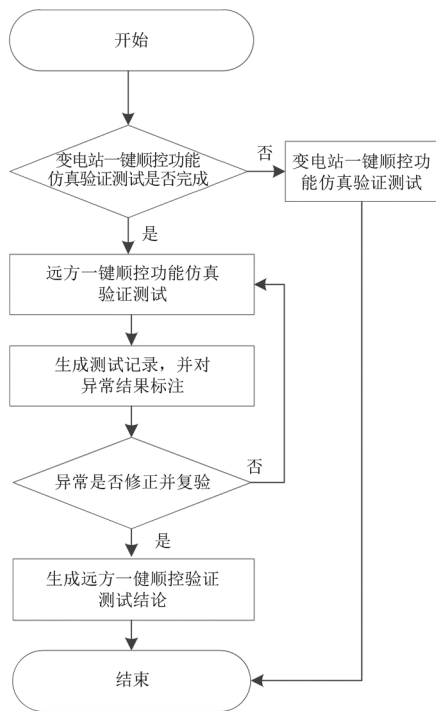 开始
变电站一键顺控功能
仿真验证测试是否完成
否
变电站一键顺控功
能仿真验证测试
是
远方一键顺控功能仿真
验证测试
生成测试记录，并对
异常结果标注
异常是否修正并复验
否
是
生成远方一健顺控验证
测试结论
结束